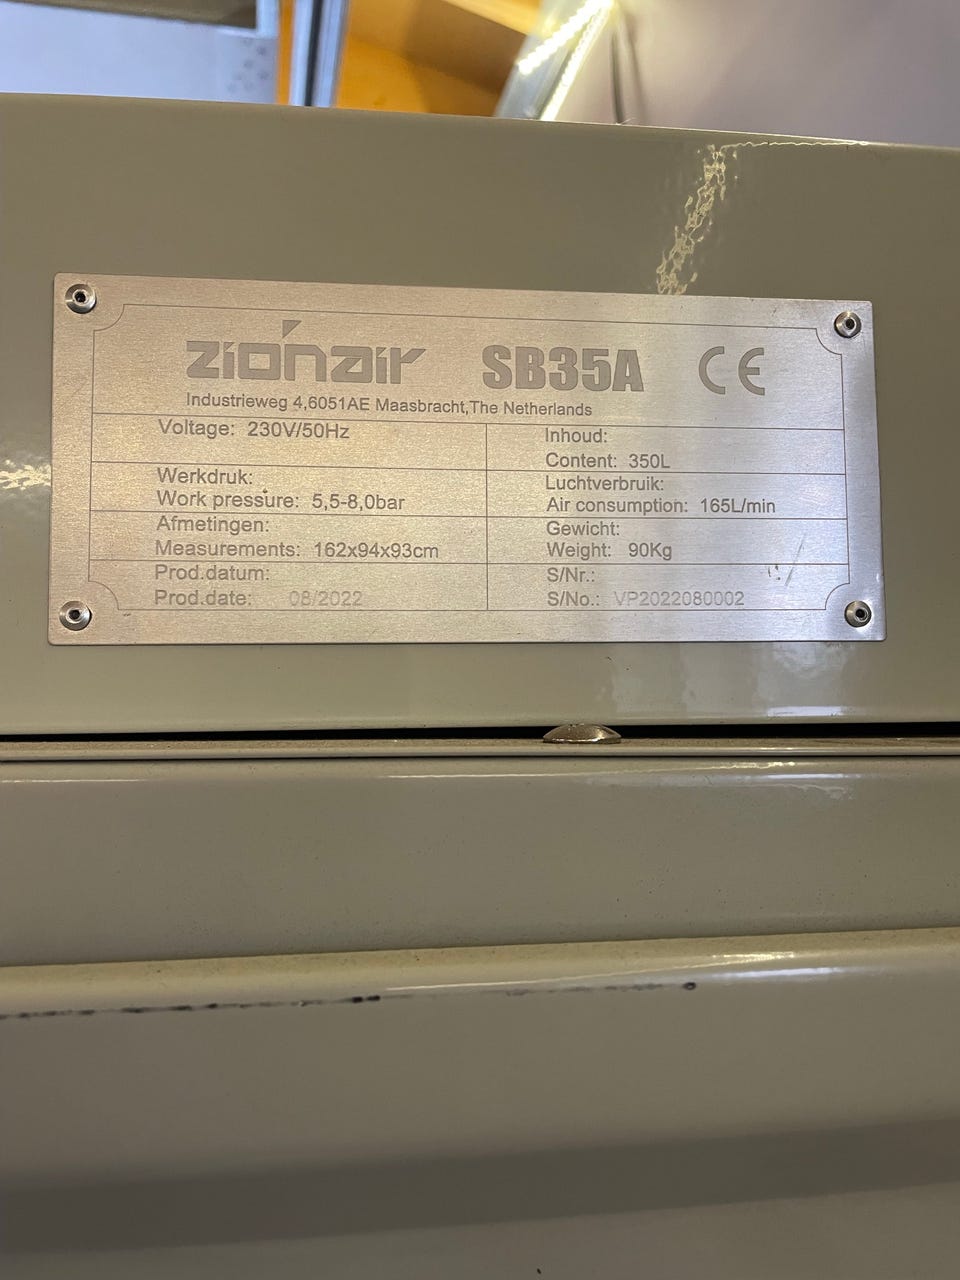 zionair SB35A CE
Industrieweg 4,6051AE Maasbracht,The Netherlands
Voltage: 230V/50Hz
Inhoud:
Content: 350L
Werkdruk:
Work pressure: 5,5-8,0bar
Luchtverbruik:
Air consumption: 165L/min
Afmetingen:
Measurements: 162x94x93cm
Gewicht:
Weight: 90Kg
Prod.datum:
Prod.date: 08/2022
S/Nr.:
S/No.: VP2022080002